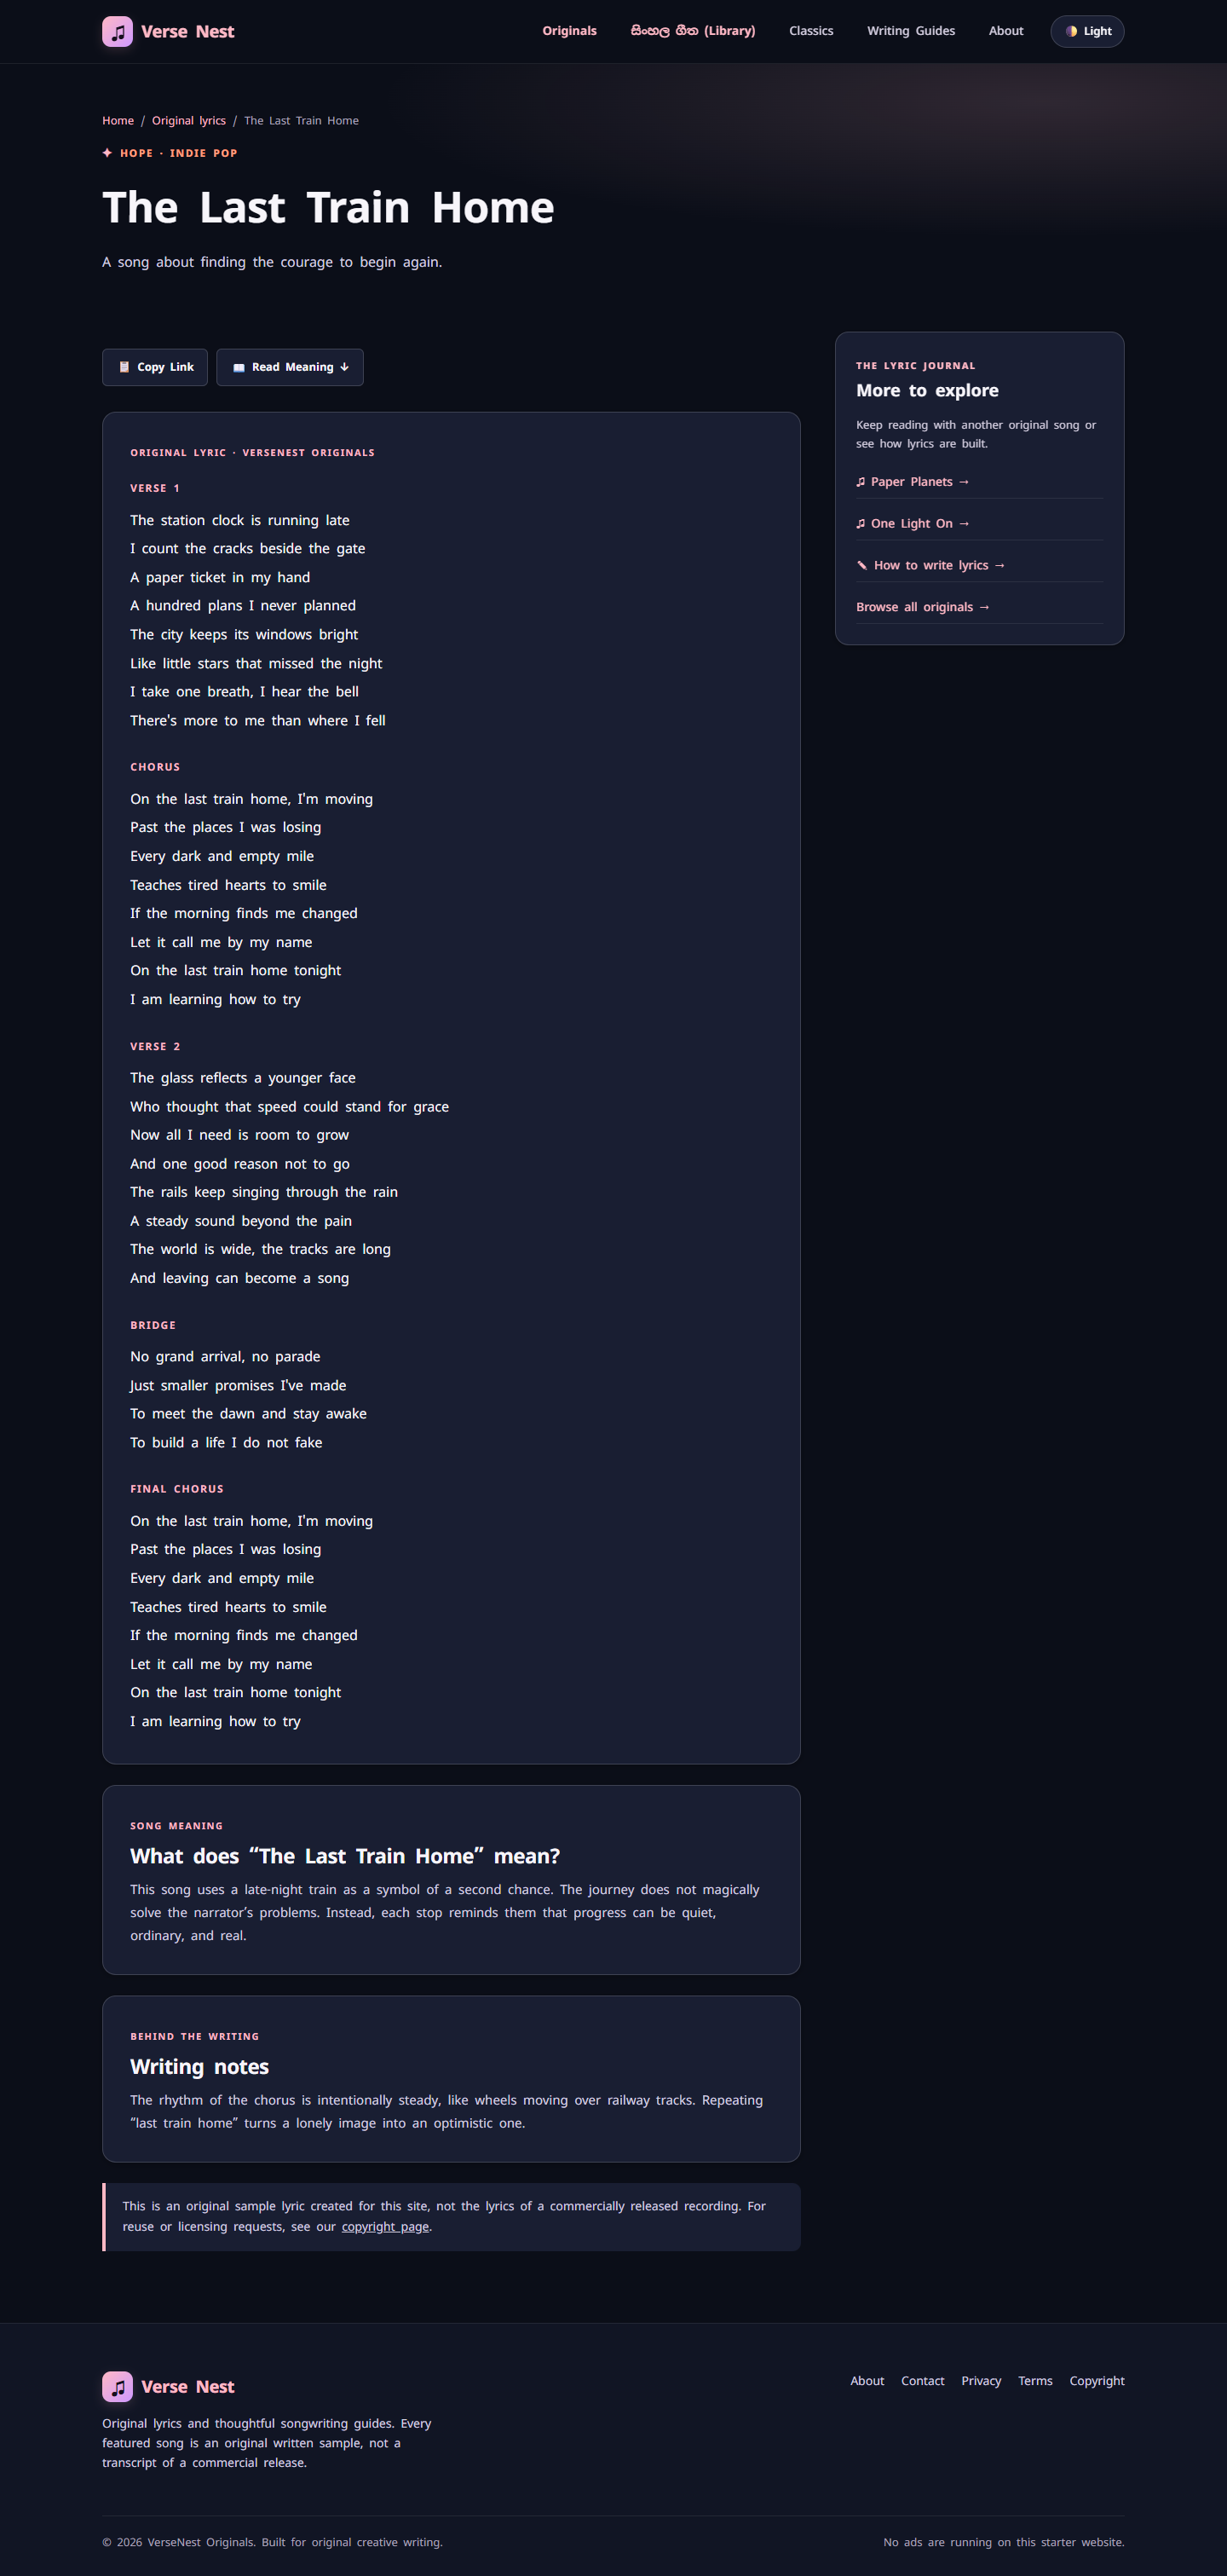 Verse Nest
Originals
සිංහල ගීත (Library)
Classics
Writing Guides
About
Light
Home / Original lyrics / The Last Train Home
HOPE · INDIE POP
The Last Train Home
A song about finding the courage to begin again.
Copy Link
Read Meaning ↓
ORIGINAL LYRIC · VERSENEST ORIGINALS
VERSE 1
The station clock is running late
I count the cracks beside the gate
A paper ticket in my hand
A hundred plans I never planned
The city keeps its windows bright
Like little stars that missed the night
I take one breath, I hear the bell
There's more to me than where I fell
CHORUS
On the last train home, I'm moving
Past the places I was losing
Every dark and empty mile
Teaches tired hearts to smile
If the morning finds me changed
Let it call me by my name
On the last train home tonight
I am learning how to try
VERSE 2
The glass reflects a younger face
Who thought that speed could stand for grace
Now all I need is room to grow
And one good reason not to go
The rails keep singing through the rain
A steady sound beyond the pain
The world is wide, the tracks are long
And leaving can become a song
BRIDGE
No grand arrival, no parade
Just smaller promises I've made
To meet the dawn and stay awake
To build a life I do not fake
FINAL CHORUS
On the last train home, I'm moving
Past the places I was losing
Every dark and empty mile
Teaches tired hearts to smile
If the morning finds me changed
Let it call me by my name
On the last train home tonight
I am learning how to try
SONG MEANING
What does “The Last Train Home” mean?
This song uses a late-night train as a symbol of a second chance. The journey does not magically
solve the narrator’s problems. Instead, each stop reminds them that progress can be quiet,
ordinary, and real.
BEHIND THE WRITING
Writing notes
The rhythm of the chorus is intentionally steady, like wheels moving over railway tracks. Repeating
“last train home” turns a lonely image into an optimistic one.
This is an original sample lyric created for this site, not the lyrics of a commercially released recording. For
reuse or licensing requests, see our copyright page.
THE LYRIC JOURNAL
More to explore
Keep reading with another original song or
see how lyrics are built.
♫ Paper Planets →
♫ One Light On →
✎ How to write lyrics →
Browse all originals →
Verse Nest
Original lyrics and thoughtful songwriting guides. Every
featured song is an original written sample, not a
transcript of a commercial release.
About
Contact
Privacy
Terms
Copyright
© 2026 VerseNest Originals. Built for original creative writing.
No ads are running on this starter website.